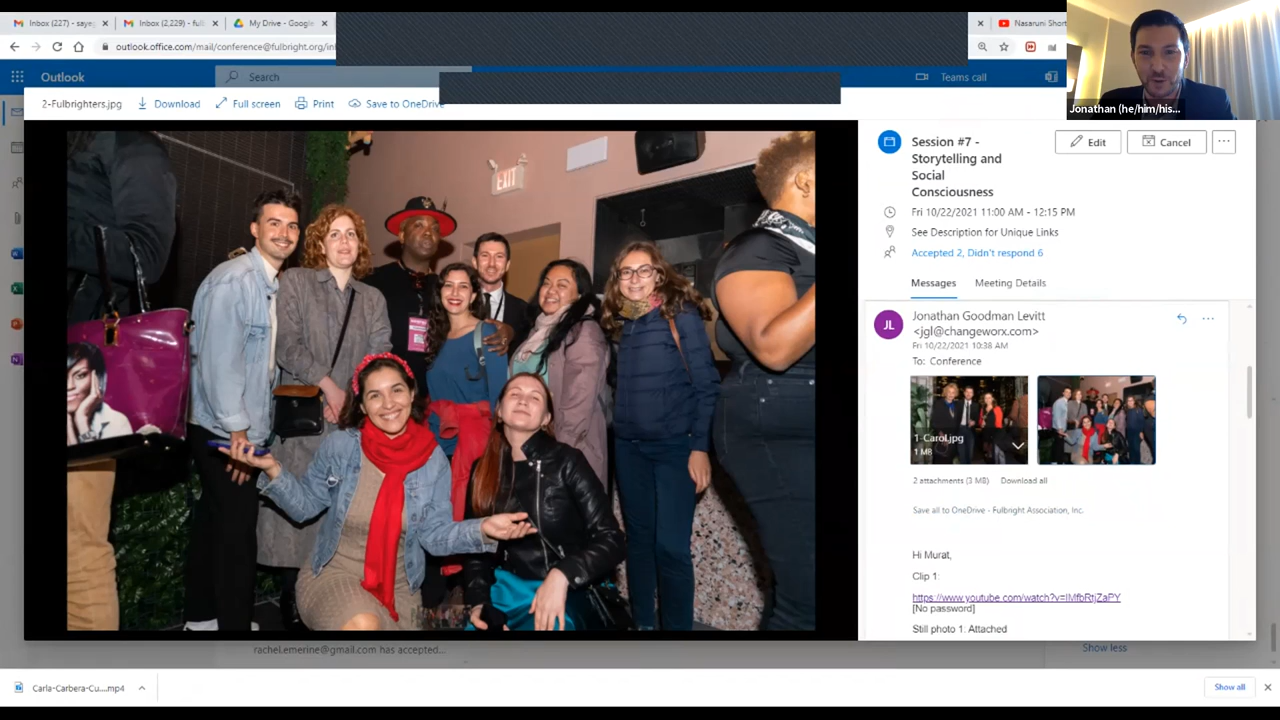 Inbox (227) - saye
Inbox (2,229) - ful
My Drive - Google
Nasaruni Short
outlook.office.com/mail/conference@fulbright.org/in
Outlook
Search
Teams call
2-Fulbrighters.jpg
Download
Full screen
Print
Save to OneDrive
Jonathan (he/him/his...
EXIT
Session #7 -
Storytelling and
Social
Consciousness
Edit
Cancel
Fri 10/22/2021 11:00 AM - 12:15 PM
See Description for Unique Links
Accepted 2, Didn't respond 6
Messages
Meeting Details
JL
Jonathan Goodman Levitt
<jgl@changeworx.com>
Fri 10/22/2021 10:38 AM
To: Conference
1-Carol.jpg
1 MB
2 attachments (3 MB)
Download all
Save all to OneDrive - Fulbright Association, Inc.
Hi Murat,
Clip 1:
https://www.youtube.com/watch?v=lMfbRtjZaPY
[No password]
Still photo 1: Attached
rachel.emerine@gmail.com has accepted...
Show less
Carla-Carbera-Cu....mp4
Show all